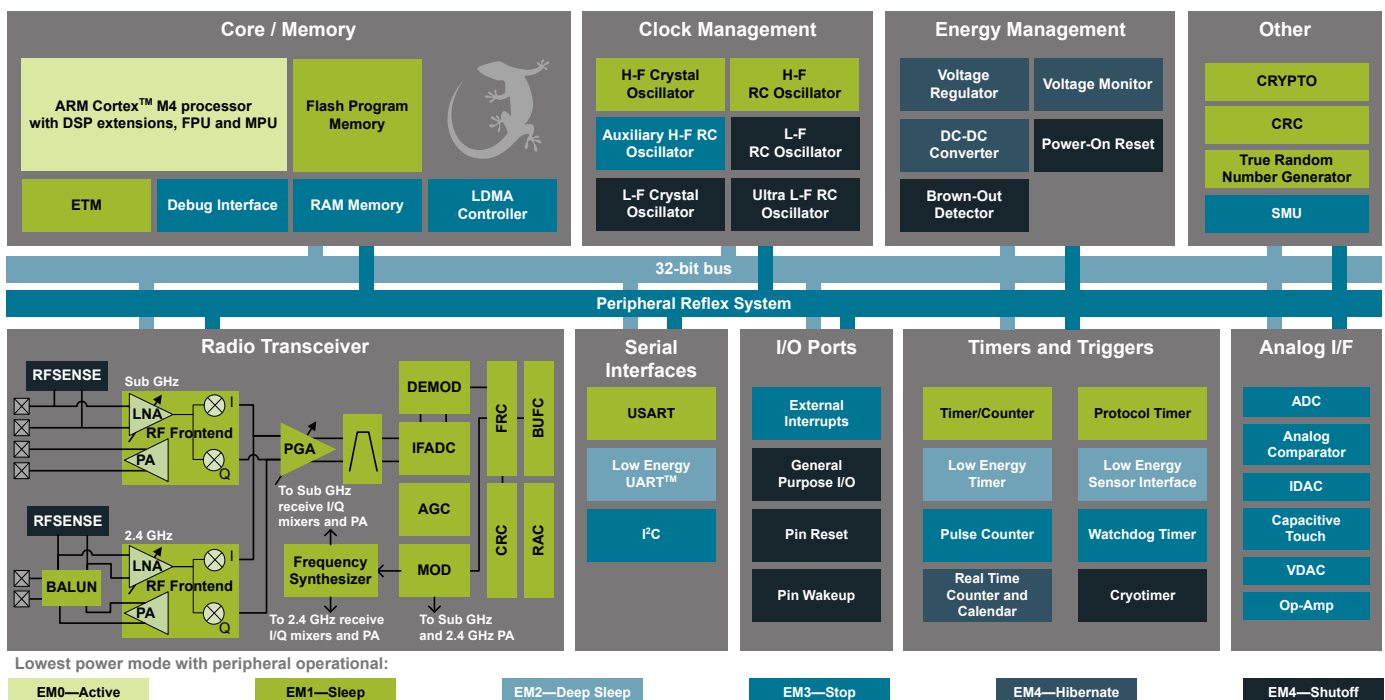 Core / Memory
ARM Cortex™ M4 processor
with DSP extensions, FPU and MPU
Flash Program
Memory
ETM
Debug Interface
RAM Memory
LDMA
Controller
Clock Management
H-F Crystal
Oscillator
H-F
RC Oscillator
Auxiliary H-F RC
Oscillator
L-F
RC Oscillator
L-F Crystal
Oscillator
Ultra L-F RC
Oscillator
Energy Management
Voltage
Regulator
Voltage Monitor
DC-DC
Converter
Power-On Reset
Brown-Out
Detector
Other
CRYPTO
CRC
True Random
Number Generator
SMU
32-bit bus
Peripheral Reflex System
Radio Transceiver
RFSENSE
Sub GHz
LNA
RF Frontend
PA
I
Q
PGA
To Sub GHz
receive I/Q
mixers and PA
RFSENSE
2.4 GHz
LNA
RF Frontend
BALUN
PA
I
Q
Frequency
Synthesizer
To 2.4 GHz receive
I/Q mixers and PA
DEMOD
IFADC
AGC
MOD
To Sub GHz
and 2.4 GHz PA
FRC
BUFC
CRC
RAC
Serial
Interfaces
USART
Low Energy
UART™
I²C
I/O Ports
External
Interrupts
General
Purpose I/O
Pin Reset
Pin Wakeup
Timers and Triggers
Timer/Counter
Protocol Timer
Low Energy
Timer
Low Energy
Sensor Interface
Pulse Counter
Watchdog Timer
Real Time
Counter and
Calendar
Cryotimer
Analog I/F
ADC
Analog
Comparator
IDAC
Capacitive
Touch
VDAC
Op-Amp
Lowest power mode with peripheral operational:
EM0—Active
EM1—Sleep
EM2—Deep Sleep
EM3—Stop
EM4—Hibernate
EM4—Shutoff